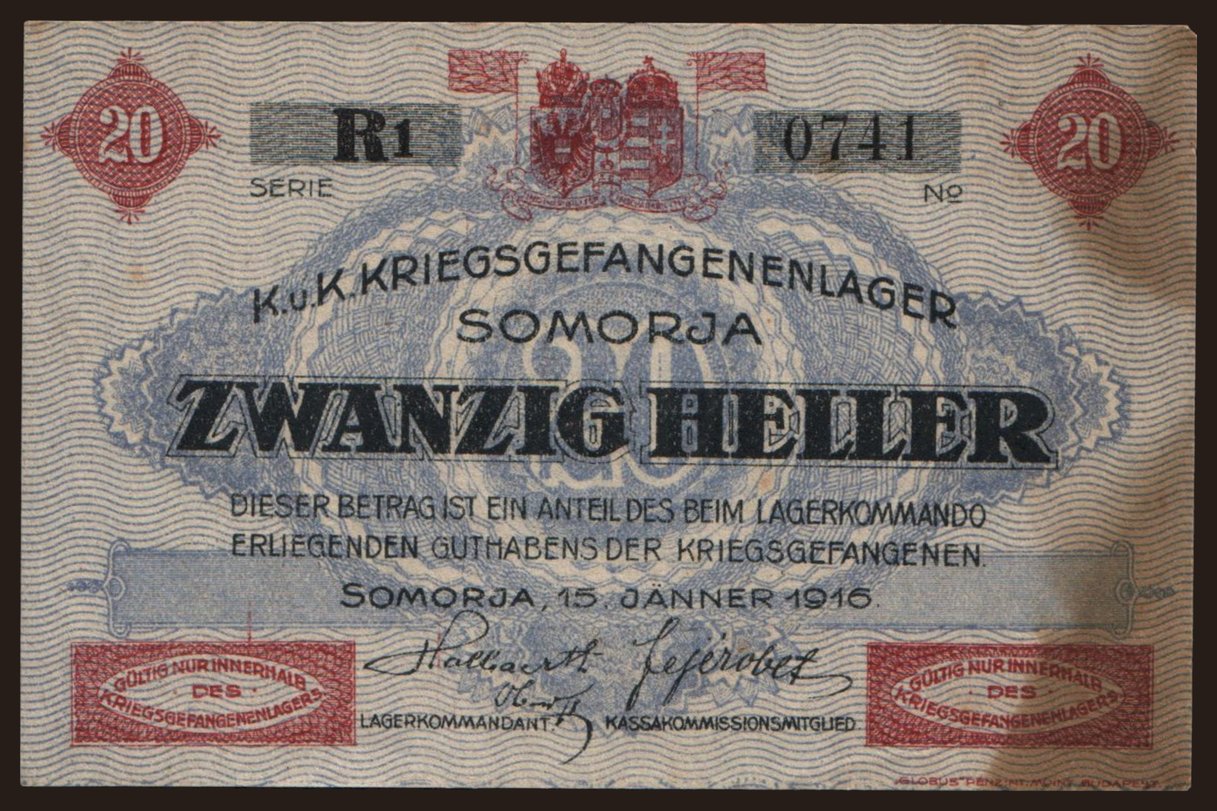 20 R1 0741 20
SERIE No
K.u.K. KRIEGSGEFANGENENLAGER
SOMORJA
20
ZWANZIG HELLER
DIESER BETRAG IST EIN ANTEIL DES BEIM LAGERKOMMANDO
ERLIEGENDEN GUTHABENS DER KRIEGSGEFANGENEN.
SOMORJA, 15. JÄNNER 1916.
GÜLTIG NUR INNERHALB
DES
KRIEGSGEFANGENENLAGERS
LAGERKOMMANDANT. KASSAKOMMISSIONSMITGLIED
GÜLTIG NUR INNERHALB
DES
KRIEGSGEFANGENENLAGERS
"GLOBUS" PÉNZINT. MÜINT. BUDAPEST.